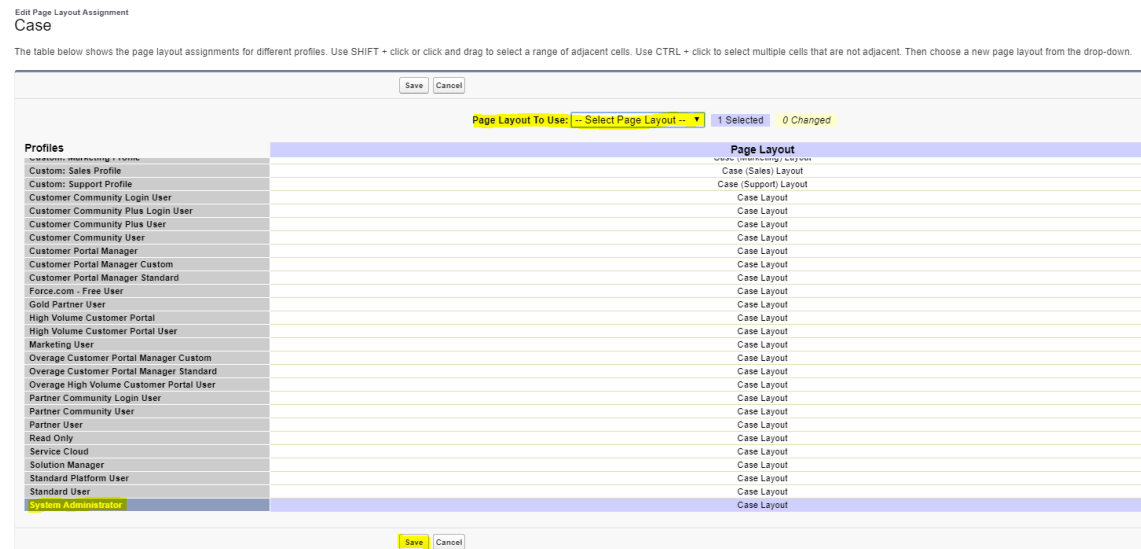 Edit Page Layout Assignment
Case
The table below shows the page layout assignments for different profiles. Use SHIFT + click or click and drag to select a range of adjacent cells. Use CTRL + click to select multiple cells that are not adjacent. Then choose a new page layout from the drop-down.
Save Cancel
Page Layout To Use: -- Select Page Layout -- 1 Selected 0 Changed
Profiles Page Layout
Custom: Marketing Profile Case (Marketing) Layout
Custom: Sales Profile Case (Sales) Layout
Custom: Support Profile Case (Support) Layout
Customer Community Login User Case Layout
Customer Community Plus Login User Case Layout
Customer Community Plus User Case Layout
Customer Community User Case Layout
Customer Portal Manager Case Layout
Customer Portal Manager Custom Case Layout
Customer Portal Manager Standard Case Layout
Force.com - Free User Case Layout
Gold Partner User Case Layout
High Volume Customer Portal Case Layout
High Volume Customer Portal User Case Layout
Marketing User Case Layout
Overage Customer Portal Manager Custom Case Layout
Overage Customer Portal Manager Standard Case Layout
Overage High Volume Customer Portal User Case Layout
Partner Community Login User Case Layout
Partner Community User Case Layout
Partner User Case Layout
Read Only Case Layout
Service Cloud Case Layout
Solution Manager Case Layout
Standard Platform User Case Layout
Standard User Case Layout
System Administrator Case Layout
Save Cancel